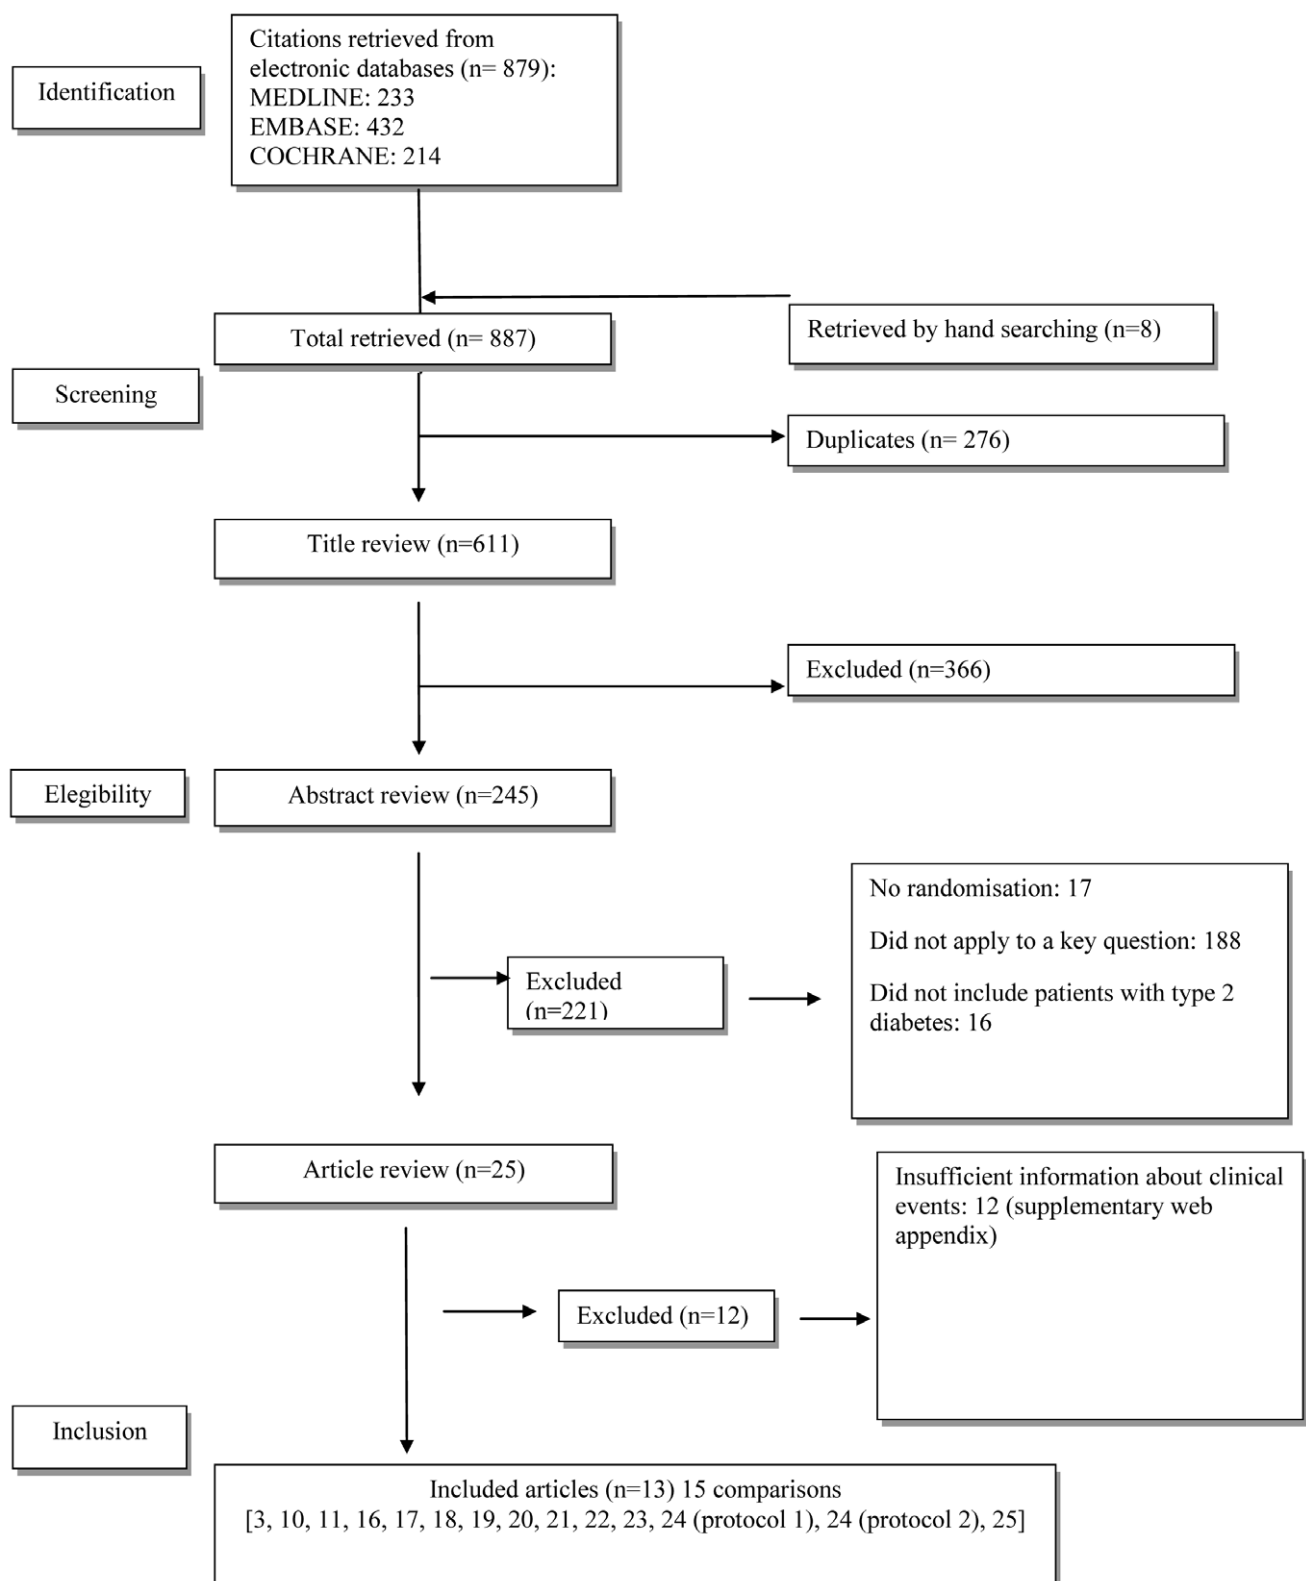 Identification
Citations retrieved from
electronic databases (n= 879):
MEDLINE: 233
EMBASE: 432
COCHRANE: 214
Total retrieved (n= 887)
Retrieved by hand searching (n=8)
Screening
Duplicates (n= 276)
Title review (n=611)
Excluded (n=366)
Elegibility
Abstract review (n=245)
Excluded
(n=221)
No randomisation: 17
Did not apply to a key question: 188
Did not include patients with type 2
diabetes: 16
Article review (n=25)
Insufficient information about clinical
events: 12 (supplementary web
appendix)
Excluded (n=12)
Inclusion
Included articles (n=13) 15 comparisons
[3, 10, 11, 16, 17, 18, 19, 20, 21, 22, 23, 24 (protocol 1), 24 (protocol 2), 25]